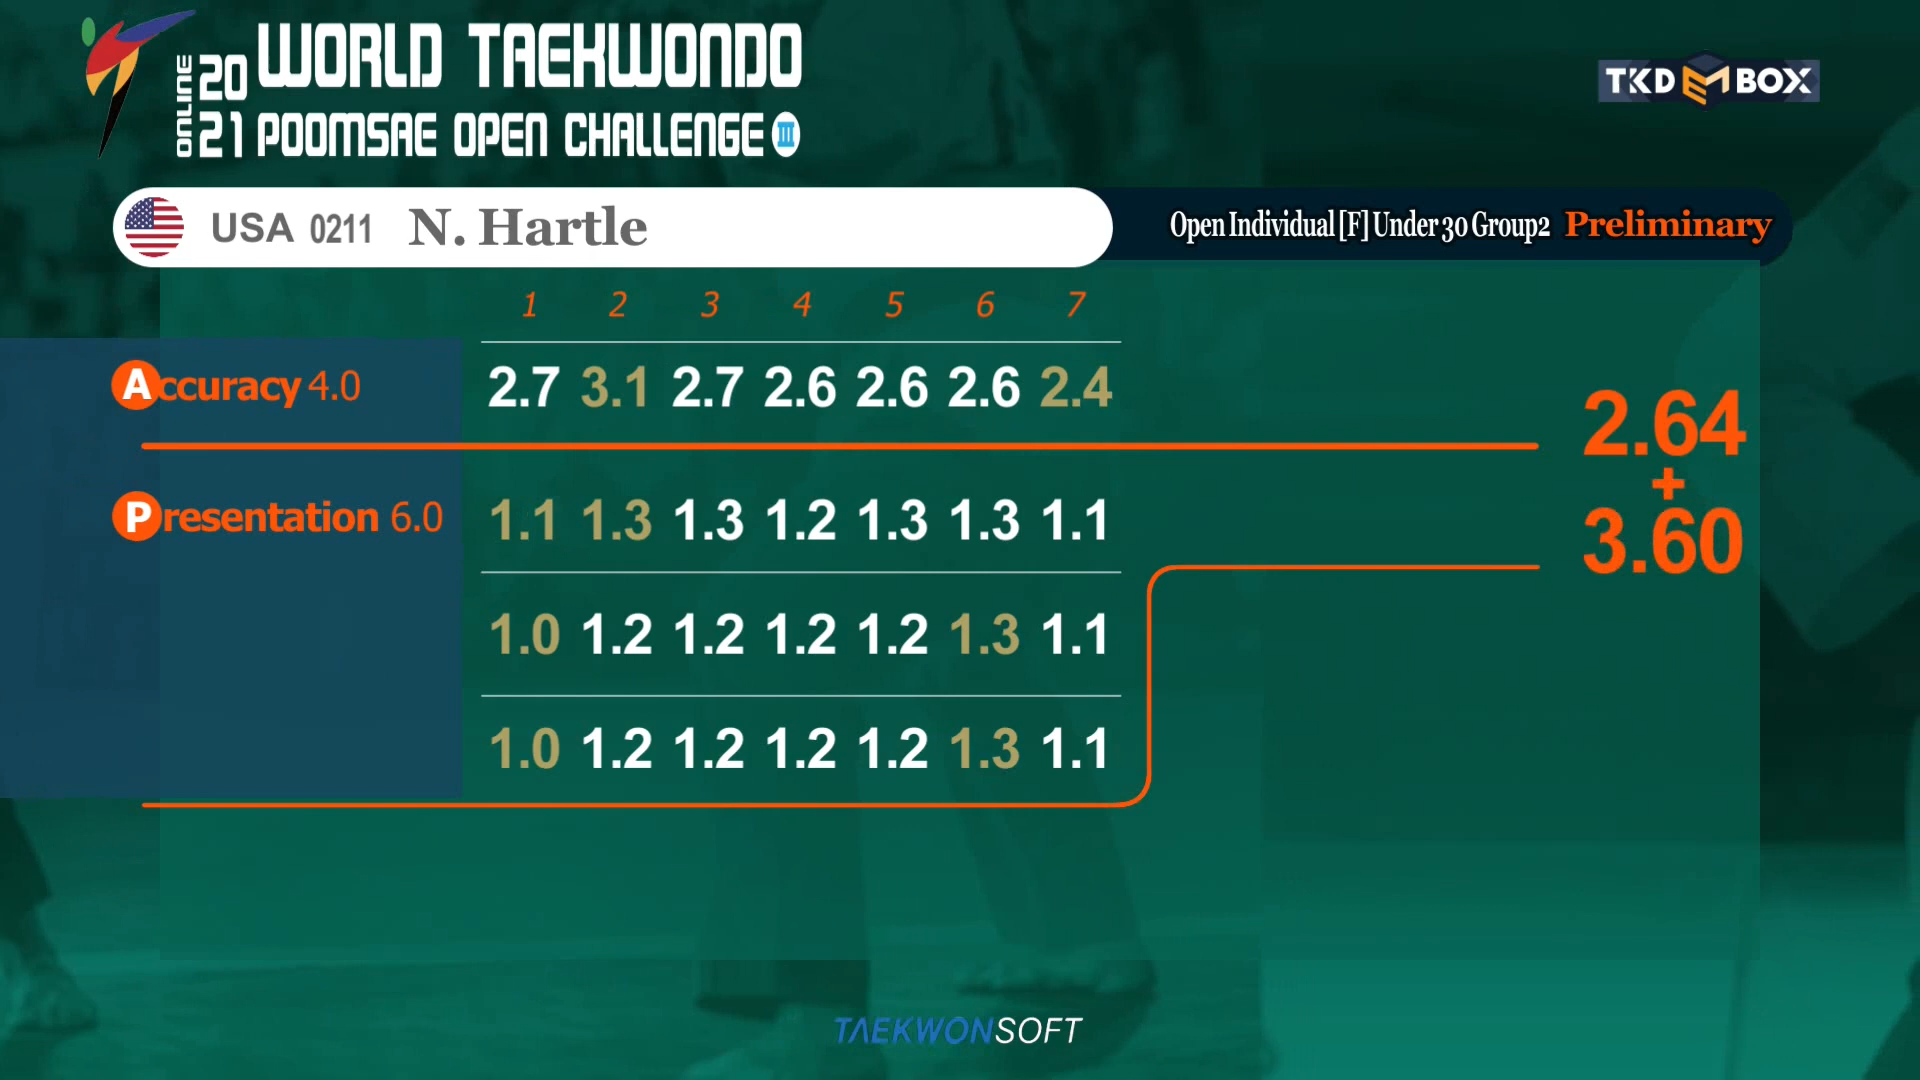 ONLINE 2021 WORLD TAEKWONDO
POOMSAE OPEN CHALLENGE III
TKD BOX
USA 0211 N. Hartle
Open Individual [F] Under 30 Group2 Preliminary
1 2 3 4 5 6 7
Accuracy 4.0 2.7 3.1 2.7 2.6 2.6 2.6 2.4
2.64
+
Presentation 6.0 1.1 1.3 1.3 1.2 1.3 1.3 1.1
3.60
1.0 1.2 1.2 1.2 1.2 1.3 1.1
1.0 1.2 1.2 1.2 1.2 1.3 1.1
TAEKWONSOFT